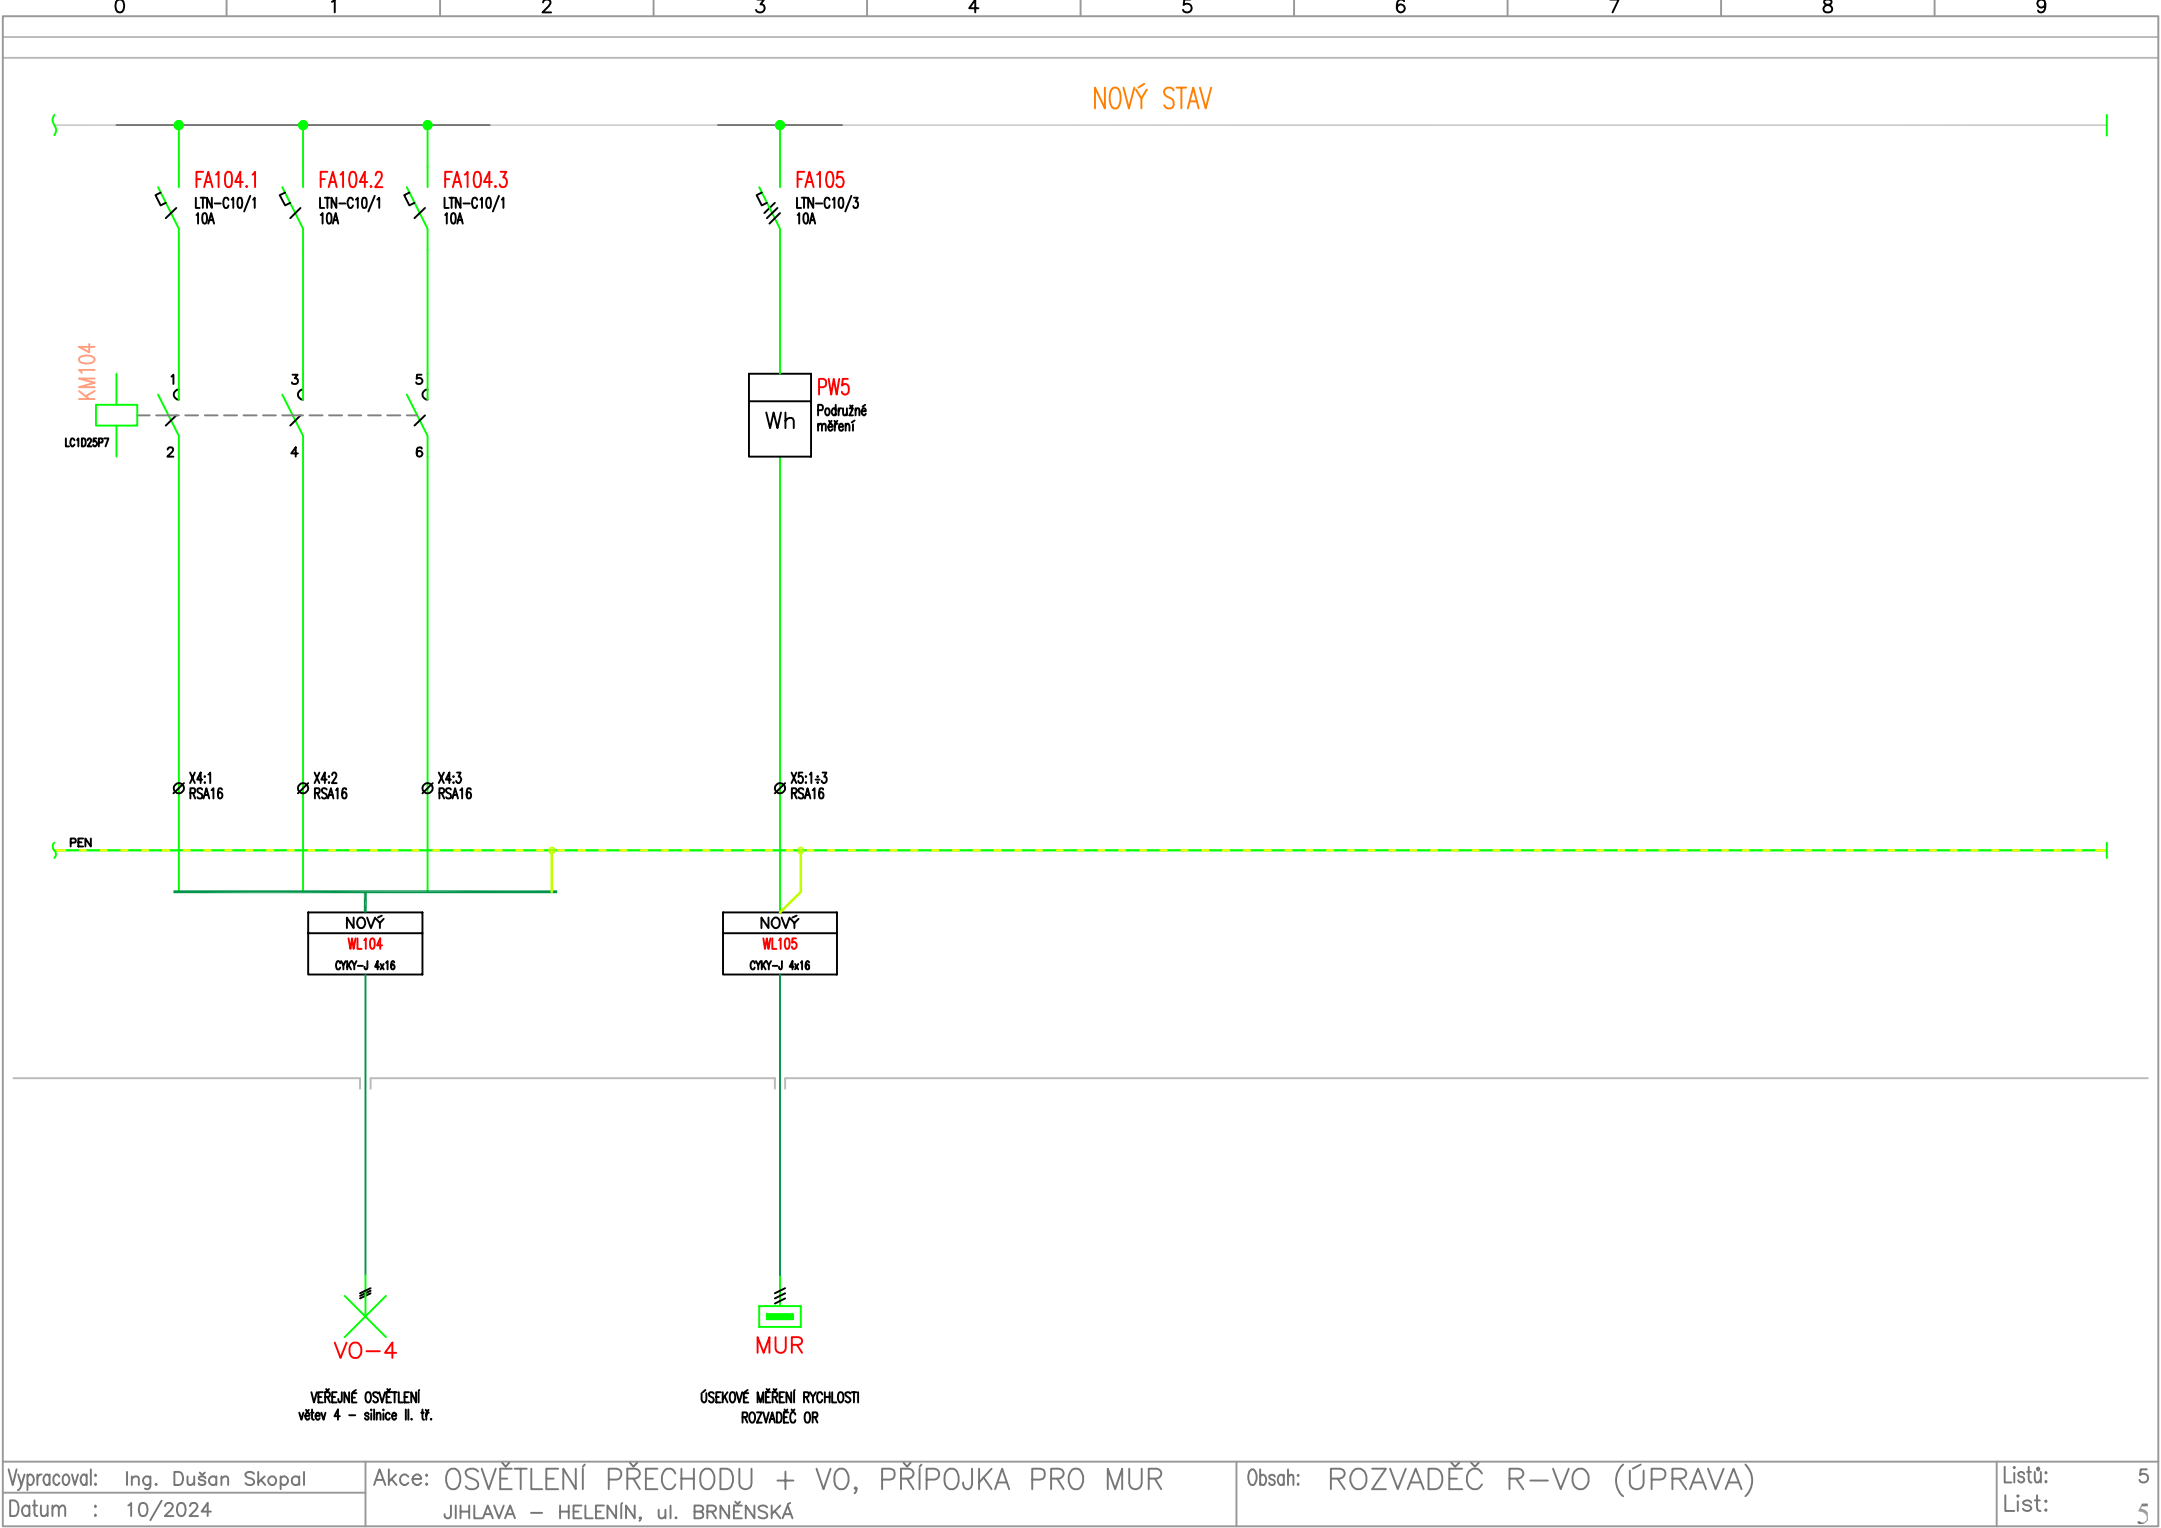 0 1 2 3 4 5 6 7 8 9
NOVÝ STAV
FA104.1
LTN-C10/1
10A
FA104.2
LTN-C10/1
10A
FA104.3
LTN-C10/1
10A
FA105
LTN-C10/3
10A
KM104
LC1D25P7
1
2
3
4
5
6
Wh
PW5
Podružné
měření
X4:1
RSA16
X4:2
RSA16
X4:3
RSA16
X5:1÷3
RSA16
PEN
NOVÝ
WL104
CYKY-J 4x16
NOVÝ
WL105
CYKY-J 4x16
VO-4
VEŘEJNÉ OSVĚTLENÍ
větev 4 - silnice II. tř.
MUR
ÚSEKOVÉ MĚŘENÍ RYCHLOSTI
ROZVADĚČ OR
Vypracoval: Ing. Dušan Skopal
Datum : 10/2024
Akce: OSVĚTLENÍ PŘECHODU + VO, PŘÍPOJKA PRO MUR
JIHLAVA - HELENÍN, ul. BRNĚNSKÁ
Obsah: ROZVADĚČ R-VO (ÚPRAVA)
Listů: 5
List: 5